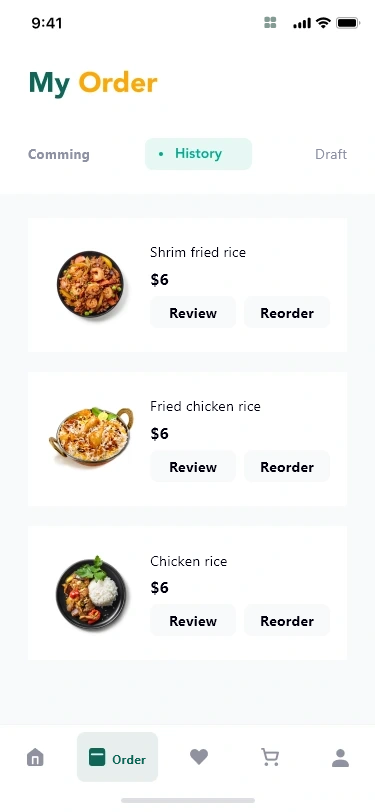 9:41
My Order
Comming • History Draft
Shrim fried rice
$6
Review Reorder
Fried chicken rice
$6
Review Reorder
Chicken rice
$6
Review Reorder
Order